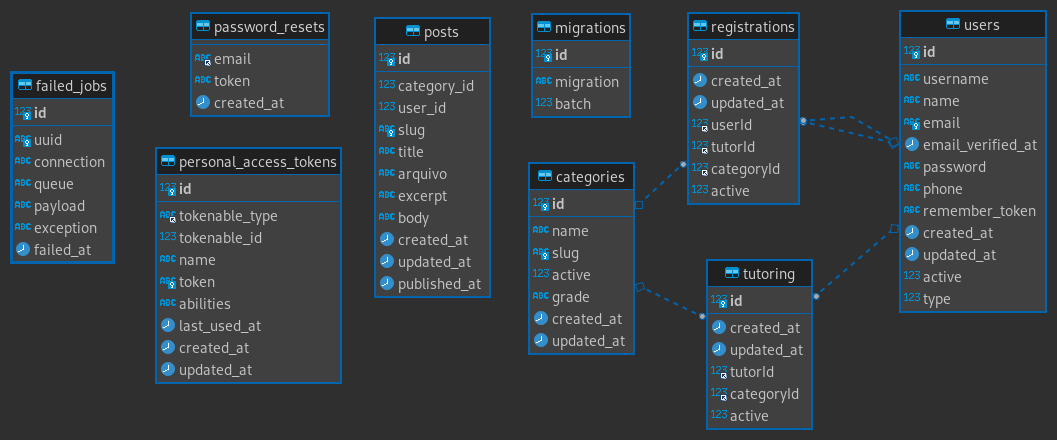 failed_jobs
id
uuid
connection
queue
payload
exception
failed_at
password_resets
email
token
created_at
personal_access_tokens
id
tokenable_type
tokenable_id
name
token
abilities
last_used_at
created_at
updated_at
posts
id
category_id
user_id
slug
title
arquivo
excerpt
body
created_at
updated_at
published_at
migrations
id
migration
batch
categories
id
name
slug
active
grade
created_at
updated_at
registrations
id
created_at
updated_at
userId
tutorId
categoryId
active
tutoring
id
created_at
updated_at
tutorId
categoryId
active
users
id
username
name
email
email_verified_at
password
phone
remember_token
created_at
updated_at
active
type